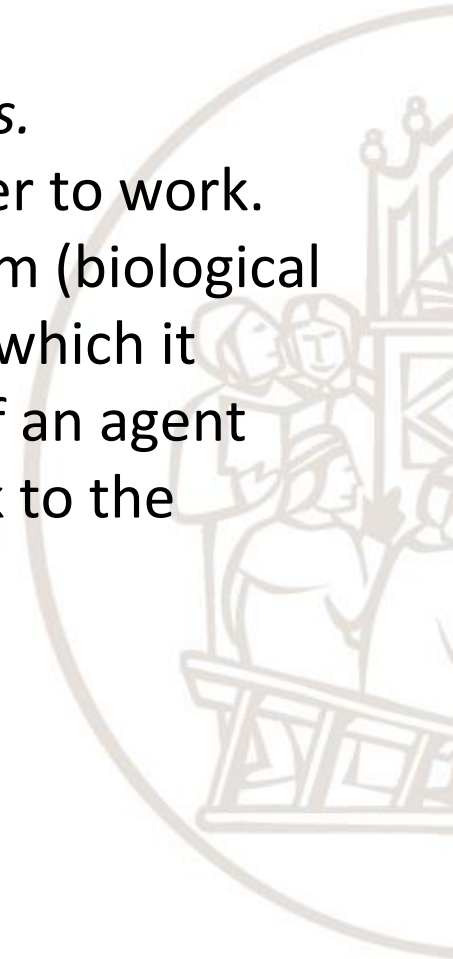 s.
er to work.
m (biological
which it
f an agent
k to the